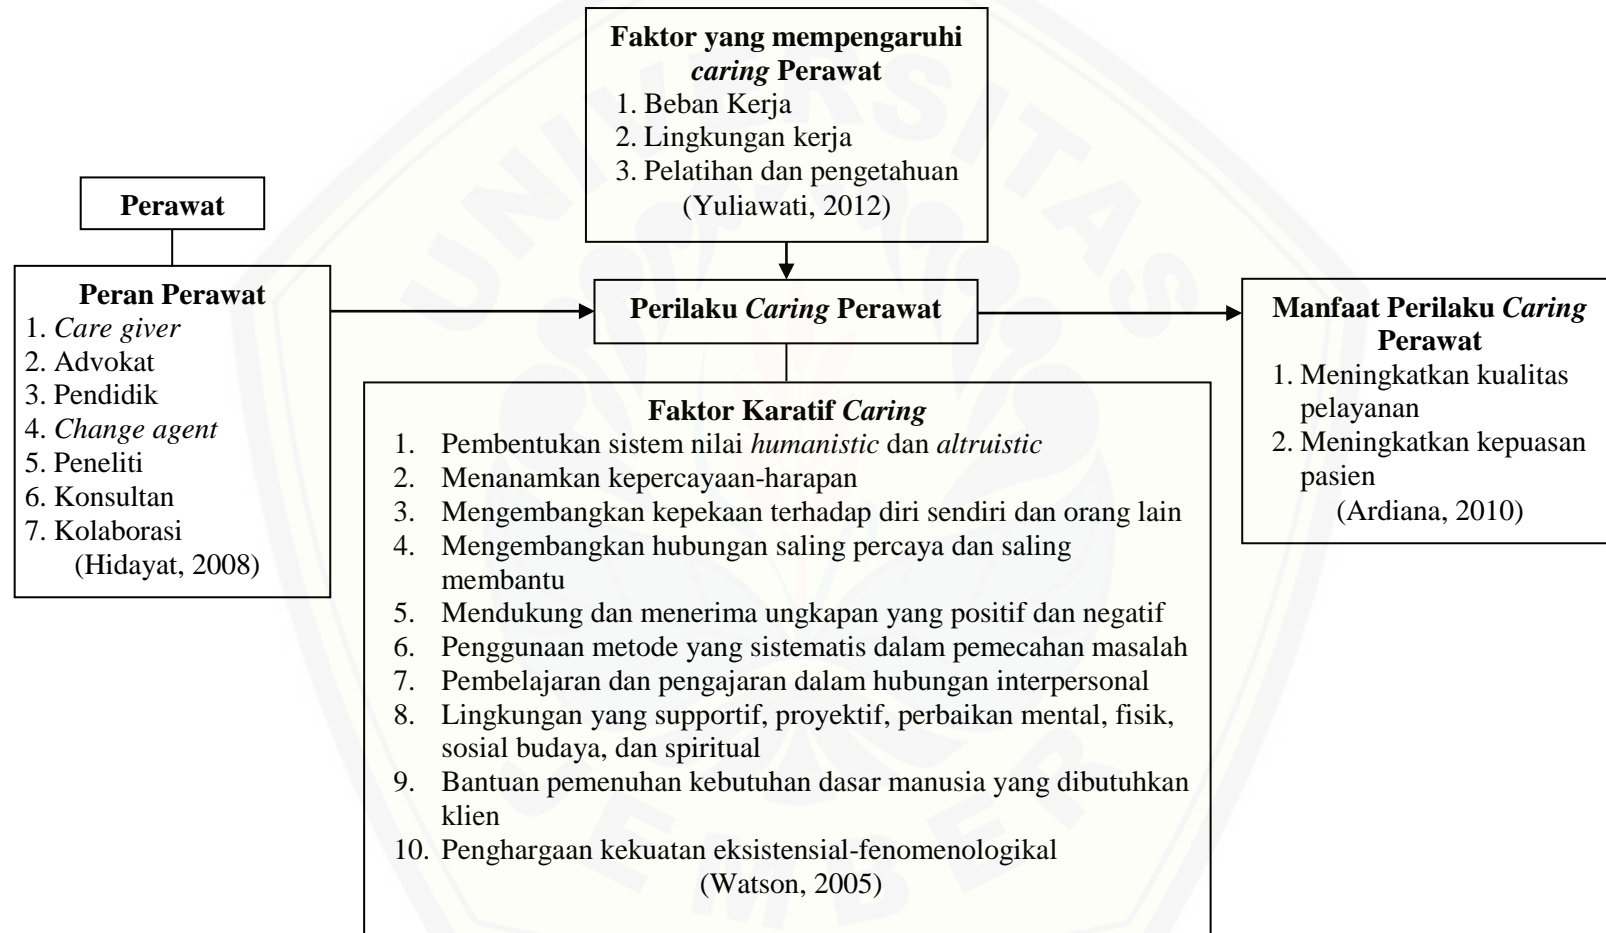 Faktor yang mempengaruhi
caring Perawat
1. Beban Kerja
2. Lingkungan kerja
3. Pelatihan dan pengetahuan
(Yuliawati, 2012)
Perawat
Peran Perawat
1. Care giver
2. Advokat
3. Pendidik
4. Change agent
5. Peneliti
6. Konsultan
7. Kolaborasi
(Hidayat, 2008)
Perilaku Caring Perawat
Manfaat Perilaku Caring
Perawat
1. Meningkatkan kualitas
pelayanan
2. Meningkatkan kepuasan
pasien
(Ardiana, 2010)
Faktor Karatif Caring
1. Pembentukan sistem nilai humanistic dan altruistic
2. Menanamkan kepercayaan-harapan
3. Mengembangkan kepekaan terhadap diri sendiri dan orang lain
4. Mengembangkan hubungan saling percaya dan saling
membantu
5. Mendukung dan menerima ungkapan yang positif dan negatif
6. Penggunaan metode yang sistematis dalam pemecahan masalah
7. Pembelajaran dan pengajaran dalam hubungan interpersonal
8. Lingkungan yang supportif, proyektif, perbaikan mental, fisik,
sosial budaya, dan spiritual
9. Bantuan pemenuhan kebutuhan dasar manusia yang dibutuhkan
klien
10. Penghargaan kekuatan eksistensial-fenomenologikal
(Watson, 2005)
UNIVERSITAS
JEMBER